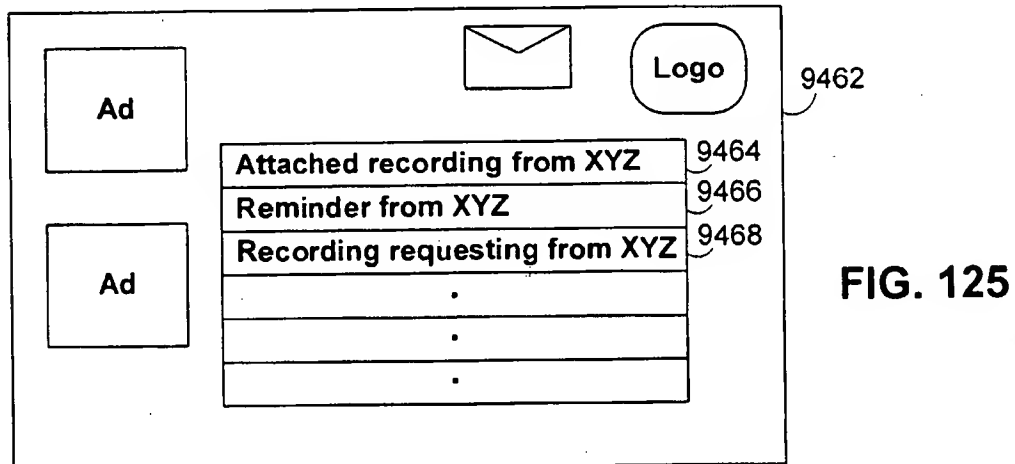 Logo
9462
Ad
Attached recording from XYZ
9464
Reminder from XYZ
9466
Recording requesting from XYZ
9468
Ad
.
.
.
FIG. 125